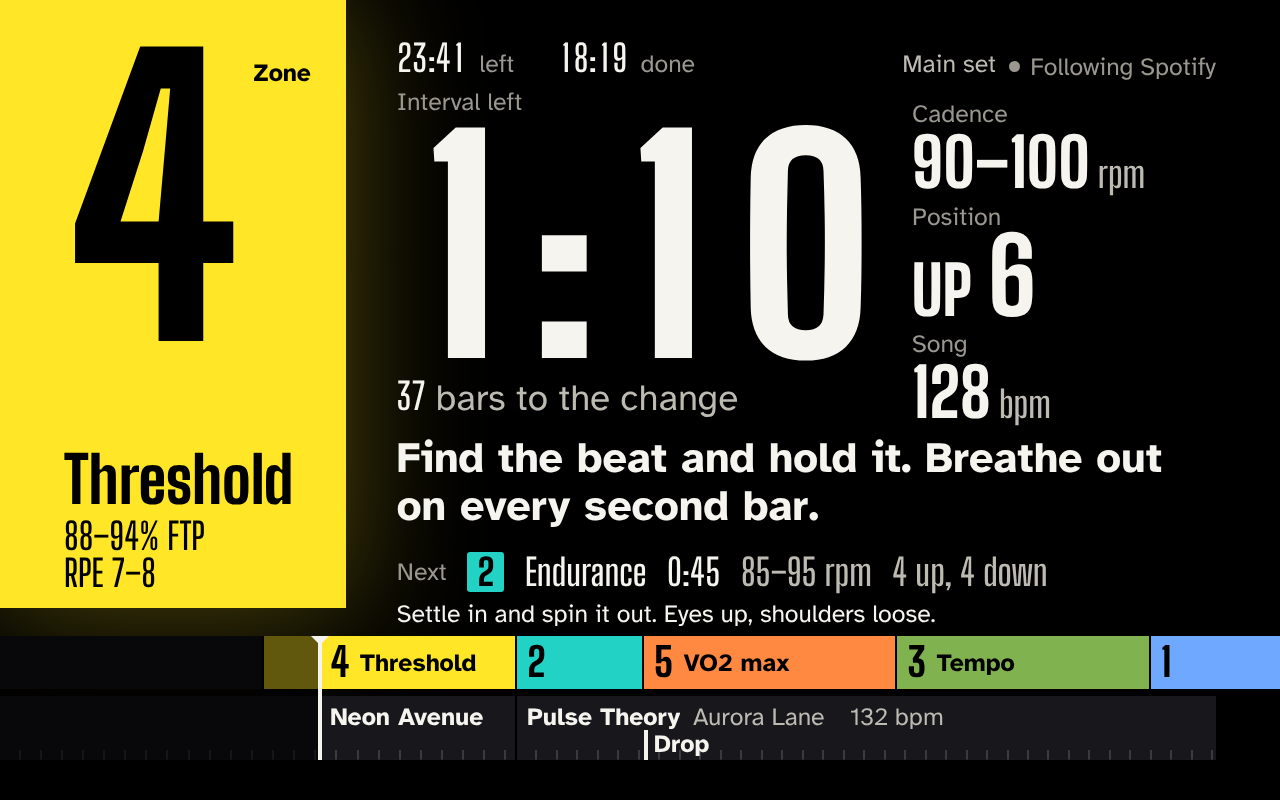 4
Zone
Threshold
88–94% FTP
RPE 7–8
23:41 left 18:19 done
Main set ● Following Spotify
Interval left
1:10
37 bars to the change
Cadence
90–100 rpm
Position
UP 6
Song
128 bpm
Find the beat and hold it. Breathe out
on every second bar.
Next 2 Endurance 0:45 85–95 rpm 4 up, 4 down
Settle in and spin it out. Eyes up, shoulders loose.
4 Threshold 2 5 VO2 max 3 Tempo 1
Neon Avenue Pulse Theory Aurora Lane 132 bpm
Drop